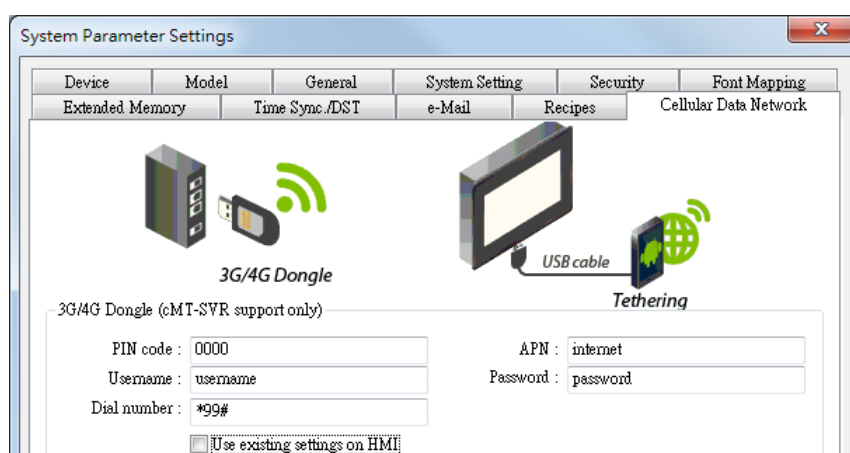 System Parameter Settings
Device Model General System Setting Security Font Mapping
Extended Memory Time Sync./DST e-Mail Recipes Cellular Data Network
3G/4G Dongle
USB cable
Tethering
3G/4G Dongle (cMT-SVR support only)
PIN code : 0000 APN : internet
Username : username Password : password
Dial number : *99#
Use existing settings on HMI